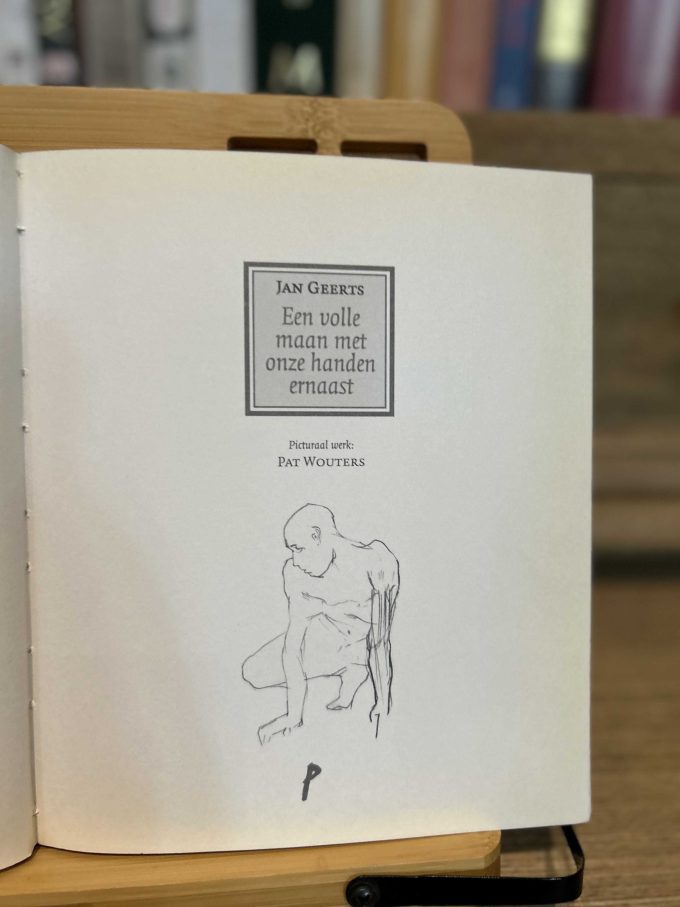 JAN GEERTS
Een volle
maan met
onze handen
ernaast
Picturaal werk:
PAT WOUTERS
P